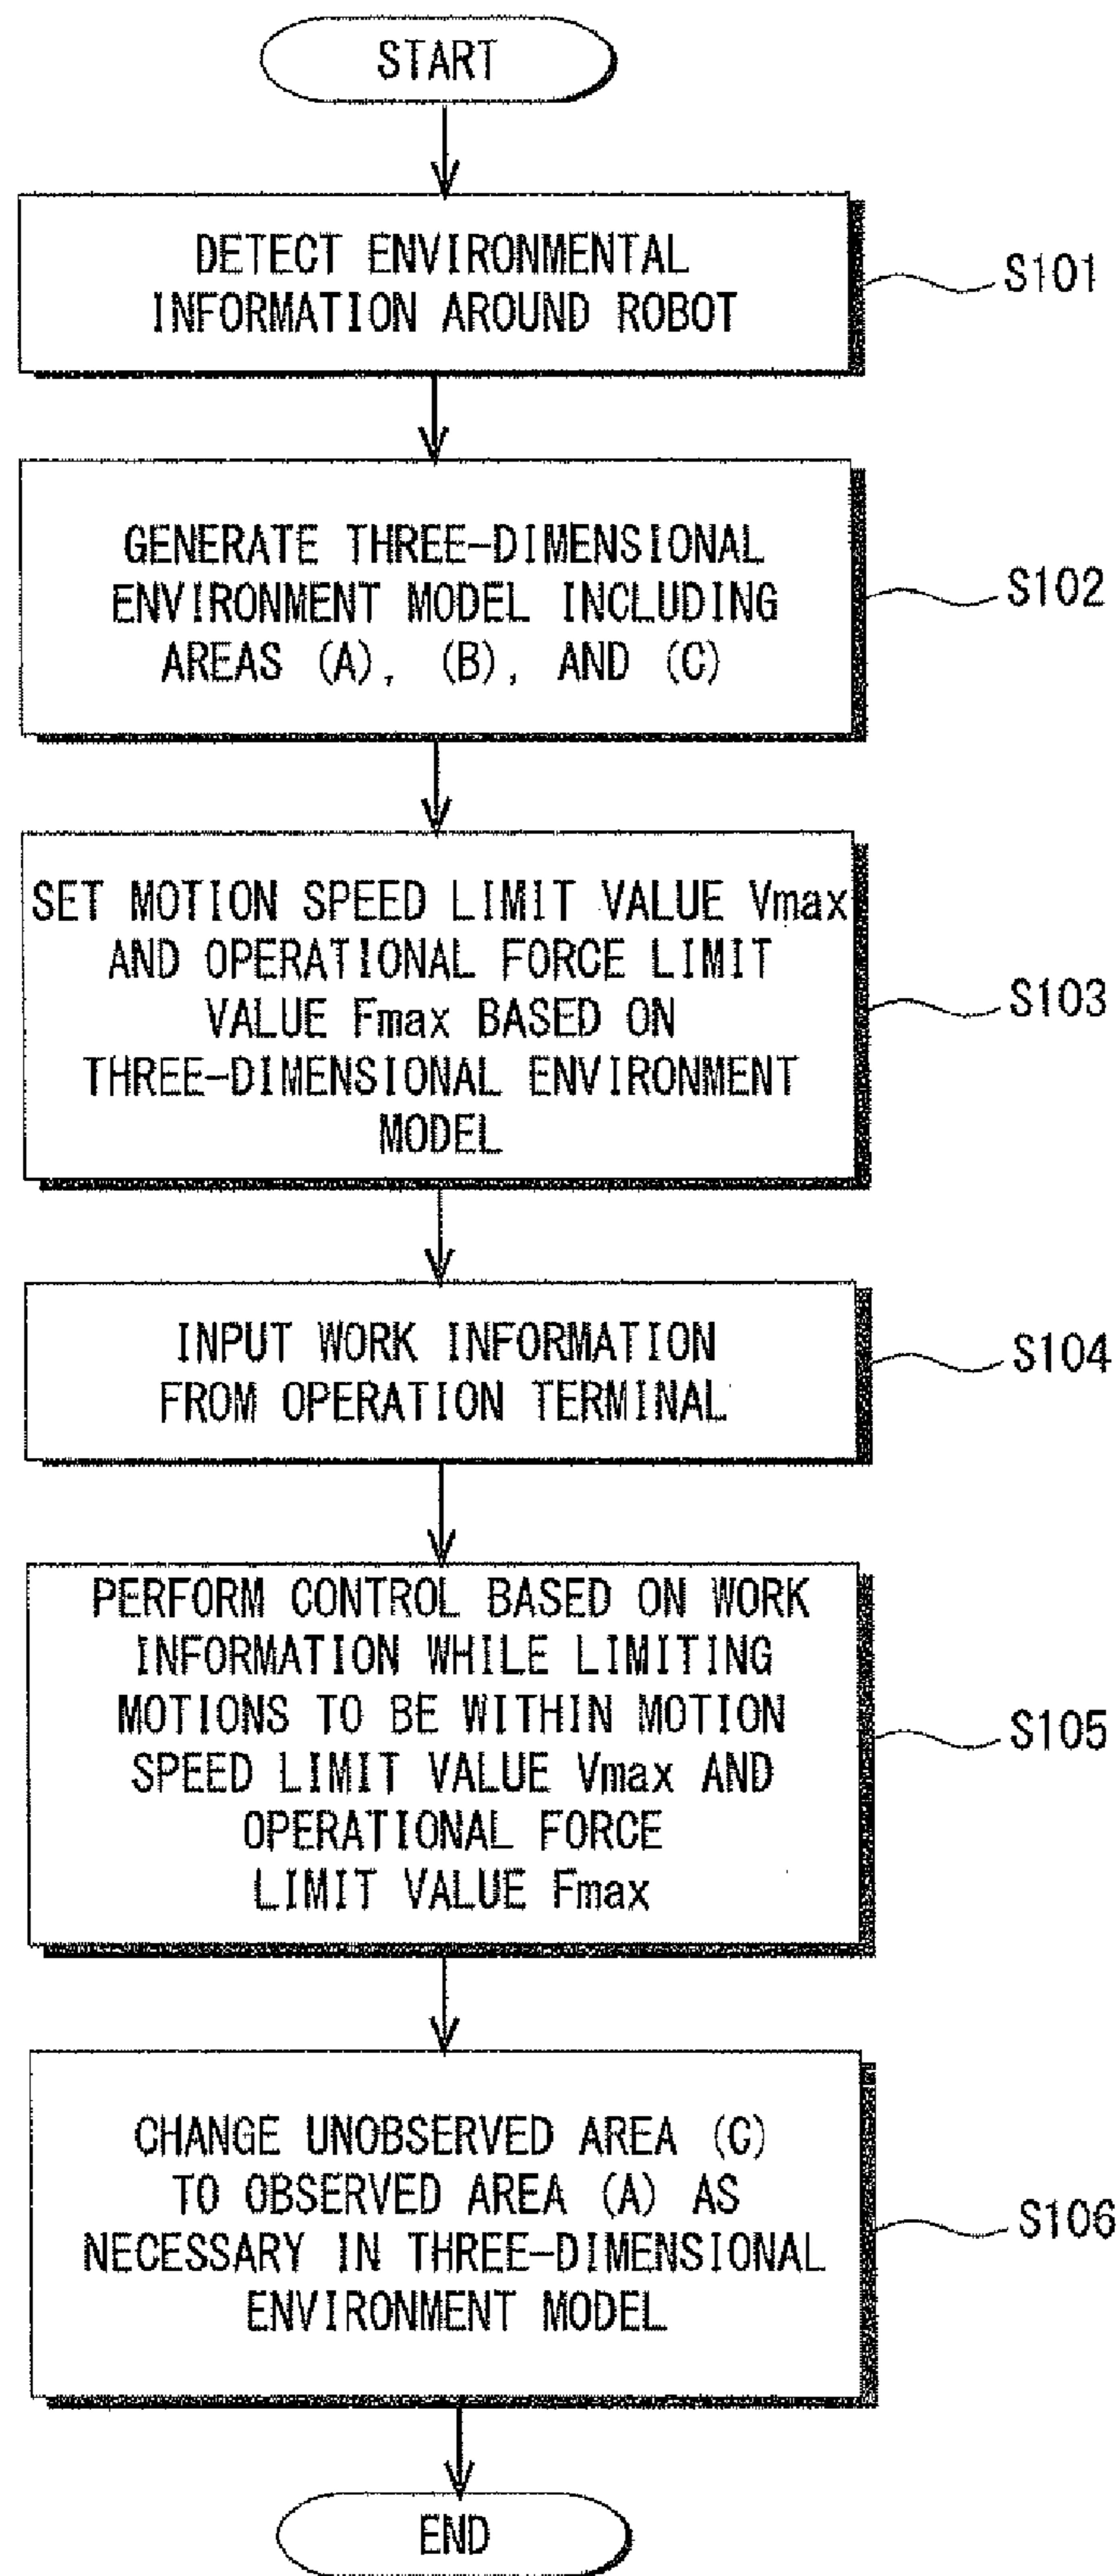 START
DETECT ENVIRONMENTAL
INFORMATION AROUND ROBOT
S101
GENERATE THREE-DIMENSIONAL
ENVIRONMENT MODEL INCLUDING
AREAS (A), (B), AND (C)
S102
SET MOTION SPEED LIMIT VALUE Vmax
AND OPERATIONAL FORCE LIMIT
VALUE Fmax BASED ON
THREE-DIMENSIONAL ENVIRONMENT
MODEL
S103
INPUT WORK INFORMATION
FROM OPERATION TERMINAL
S104
PERFORM CONTROL BASED ON WORK
INFORMATION WHILE LIMITING
MOTIONS TO BE WITHIN MOTION
SPEED LIMIT VALUE Vmax AND
OPERATIONAL FORCE
LIMIT VALUE Fmax
S105
CHANGE UNOBSERVED AREA (C)
TO OBSERVED AREA (A) AS
NECESSARY IN THREE-DIMENSIONAL
ENVIRONMENT MODEL
S106
END